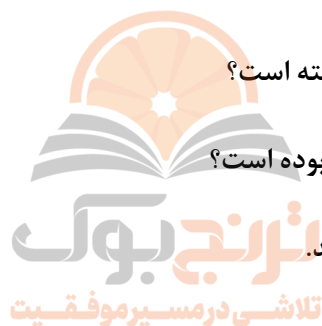 ته است؟
بوده است؟
ترنج بوک
د.
تلاشی در مسیر موفقیت